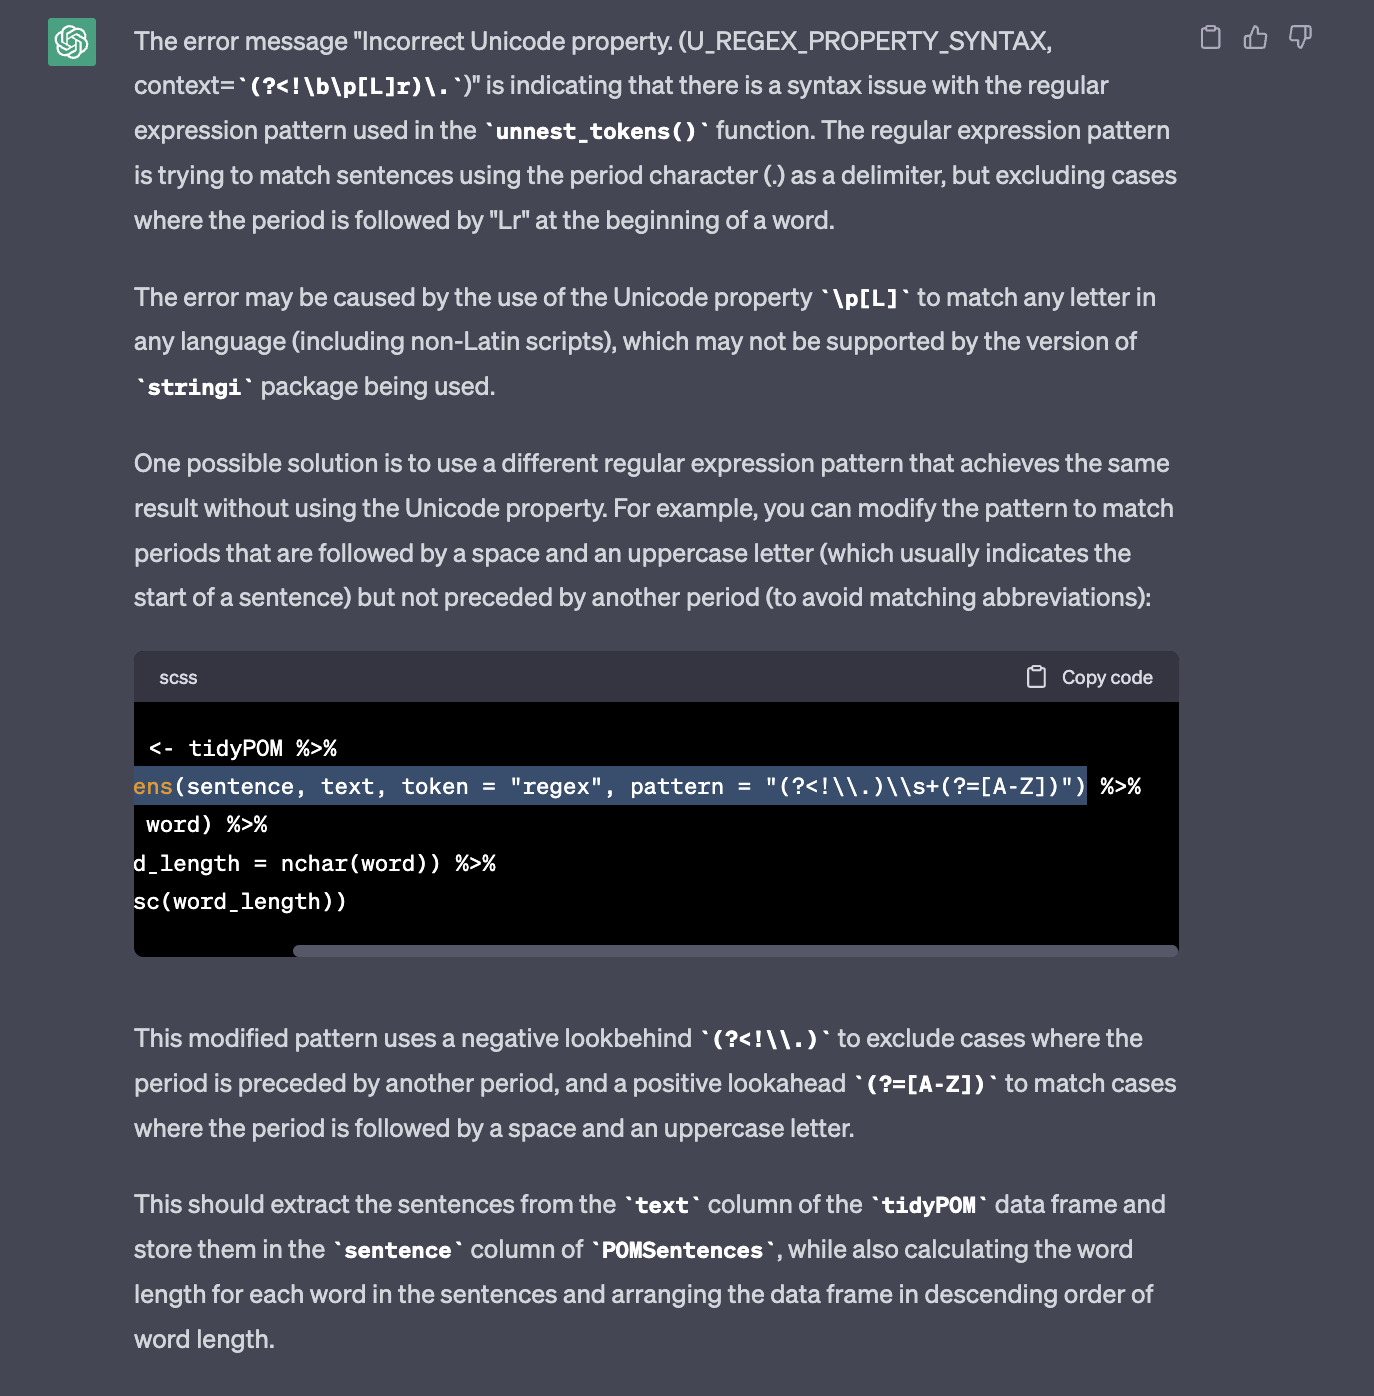 The error message "Incorrect Unicode property. (U_REGEX_PROPERTY_SYNTAX,
context=`(?<!\b\p[L]r)\.`)" is indicating that there is a syntax issue with the regular
expression pattern used in the `unnest_tokens()` function. The regular expression pattern
is trying to match sentences using the period character (.) as a delimiter, but excluding cases
where the period is followed by "Lr" at the beginning of a word.
The error may be caused by the use of the Unicode property `\p[L]` to match any letter in
any language (including non-Latin scripts), which may not be supported by the version of
`stringi` package being used.
One possible solution is to use a different regular expression pattern that achieves the same
result without using the Unicode property. For example, you can modify the pattern to match
periods that are followed by a space and an uppercase letter (which usually indicates the
start of a sentence) but not preceded by another period (to avoid matching abbreviations):
scss Copy code
<- tidyPOM %>%
ens(sentence, text, token = "regex", pattern = "(?<!\\.)\\s+(?=[A-Z])") %>%
word) %>%
d_length = nchar(word)) %>%
sc(word_length))
This modified pattern uses a negative lookbehind `(?<!\\.)` to exclude cases where the
period is preceded by another period, and a positive lookahead `(?=[A-Z])` to match cases
where the period is followed by a space and an uppercase letter.
This should extract the sentences from the `text` column of the `tidyPOM` data frame and
store them in the `sentence` column of `POMSentences`, while also calculating the word
length for each word in the sentences and arranging the data frame in descending order of
word length.